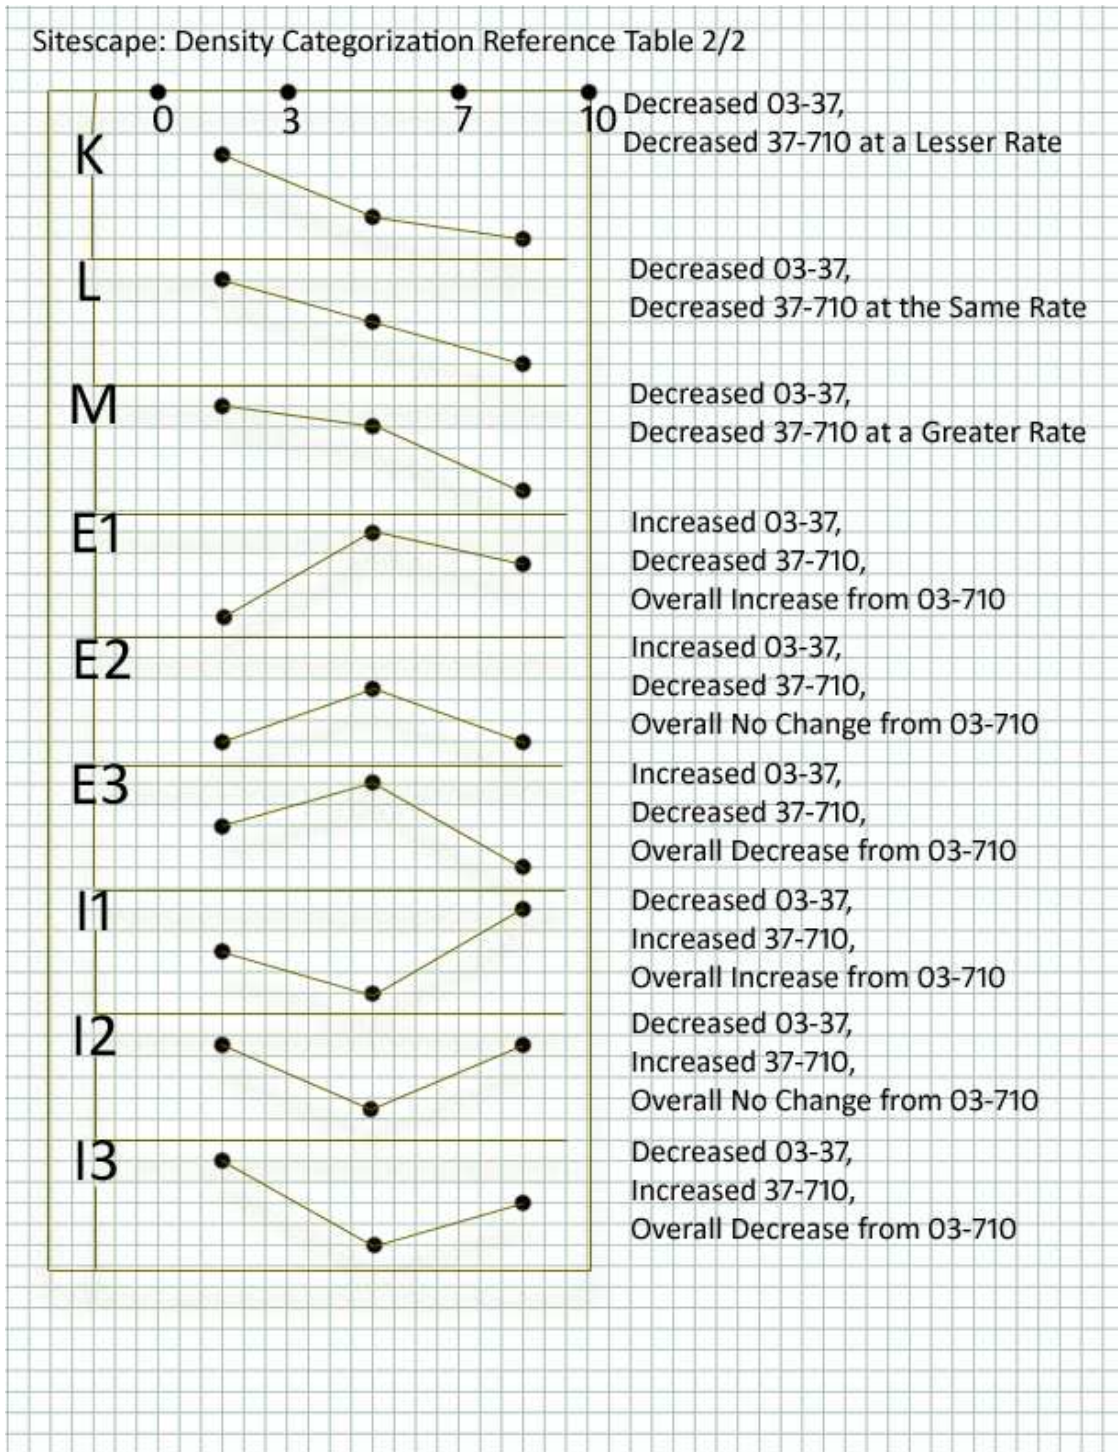 Sitescape: Density Categorization Reference Table 2/2
0 3 7 10
Decreased 03-37,
Decreased 37-710 at a Lesser Rate
K
L
Decreased 03-37,
Decreased 37-710 at the Same Rate
M
Decreased 03-37,
Decreased 37-710 at a Greater Rate
E1
Increased 03-37,
Decreased 37-710,
Overall Increase from 03-710
E2
Increased 03-37,
Decreased 37-710,
Overall No Change from 03-710
E3
Increased 03-37,
Decreased 37-710,
Overall Decrease from 03-710
I1
Decreased 03-37,
Increased 37-710,
Overall Increase from 03-710
I2
Decreased 03-37,
Increased 37-710,
Overall No Change from 03-710
I3
Decreased 03-37,
Increased 37-710,
Overall Decrease from 03-710